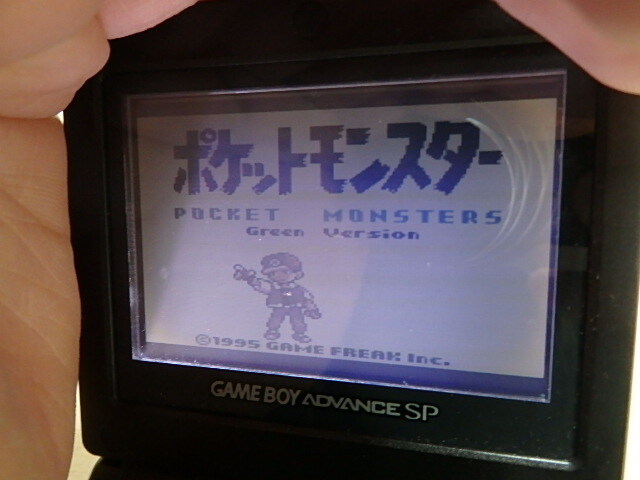 ポケットモンスター
POCKET MONSTERS
Green Version
©1995 GAME FREAK Inc.
GAME BOY ADVANCE SP